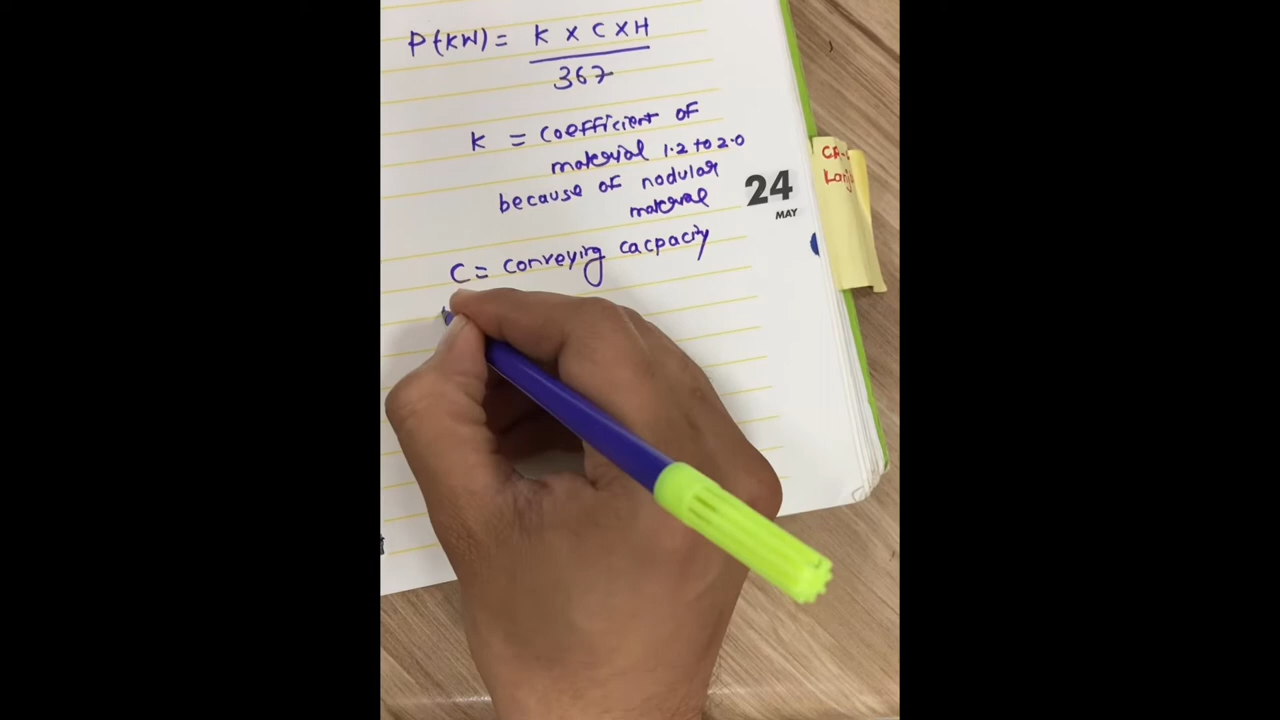 P(KW) = K X C X H
367
K = coefficient of
material 1.2 to 2.0
because of nodular
material
C = conveying cacpacity
24
MAY